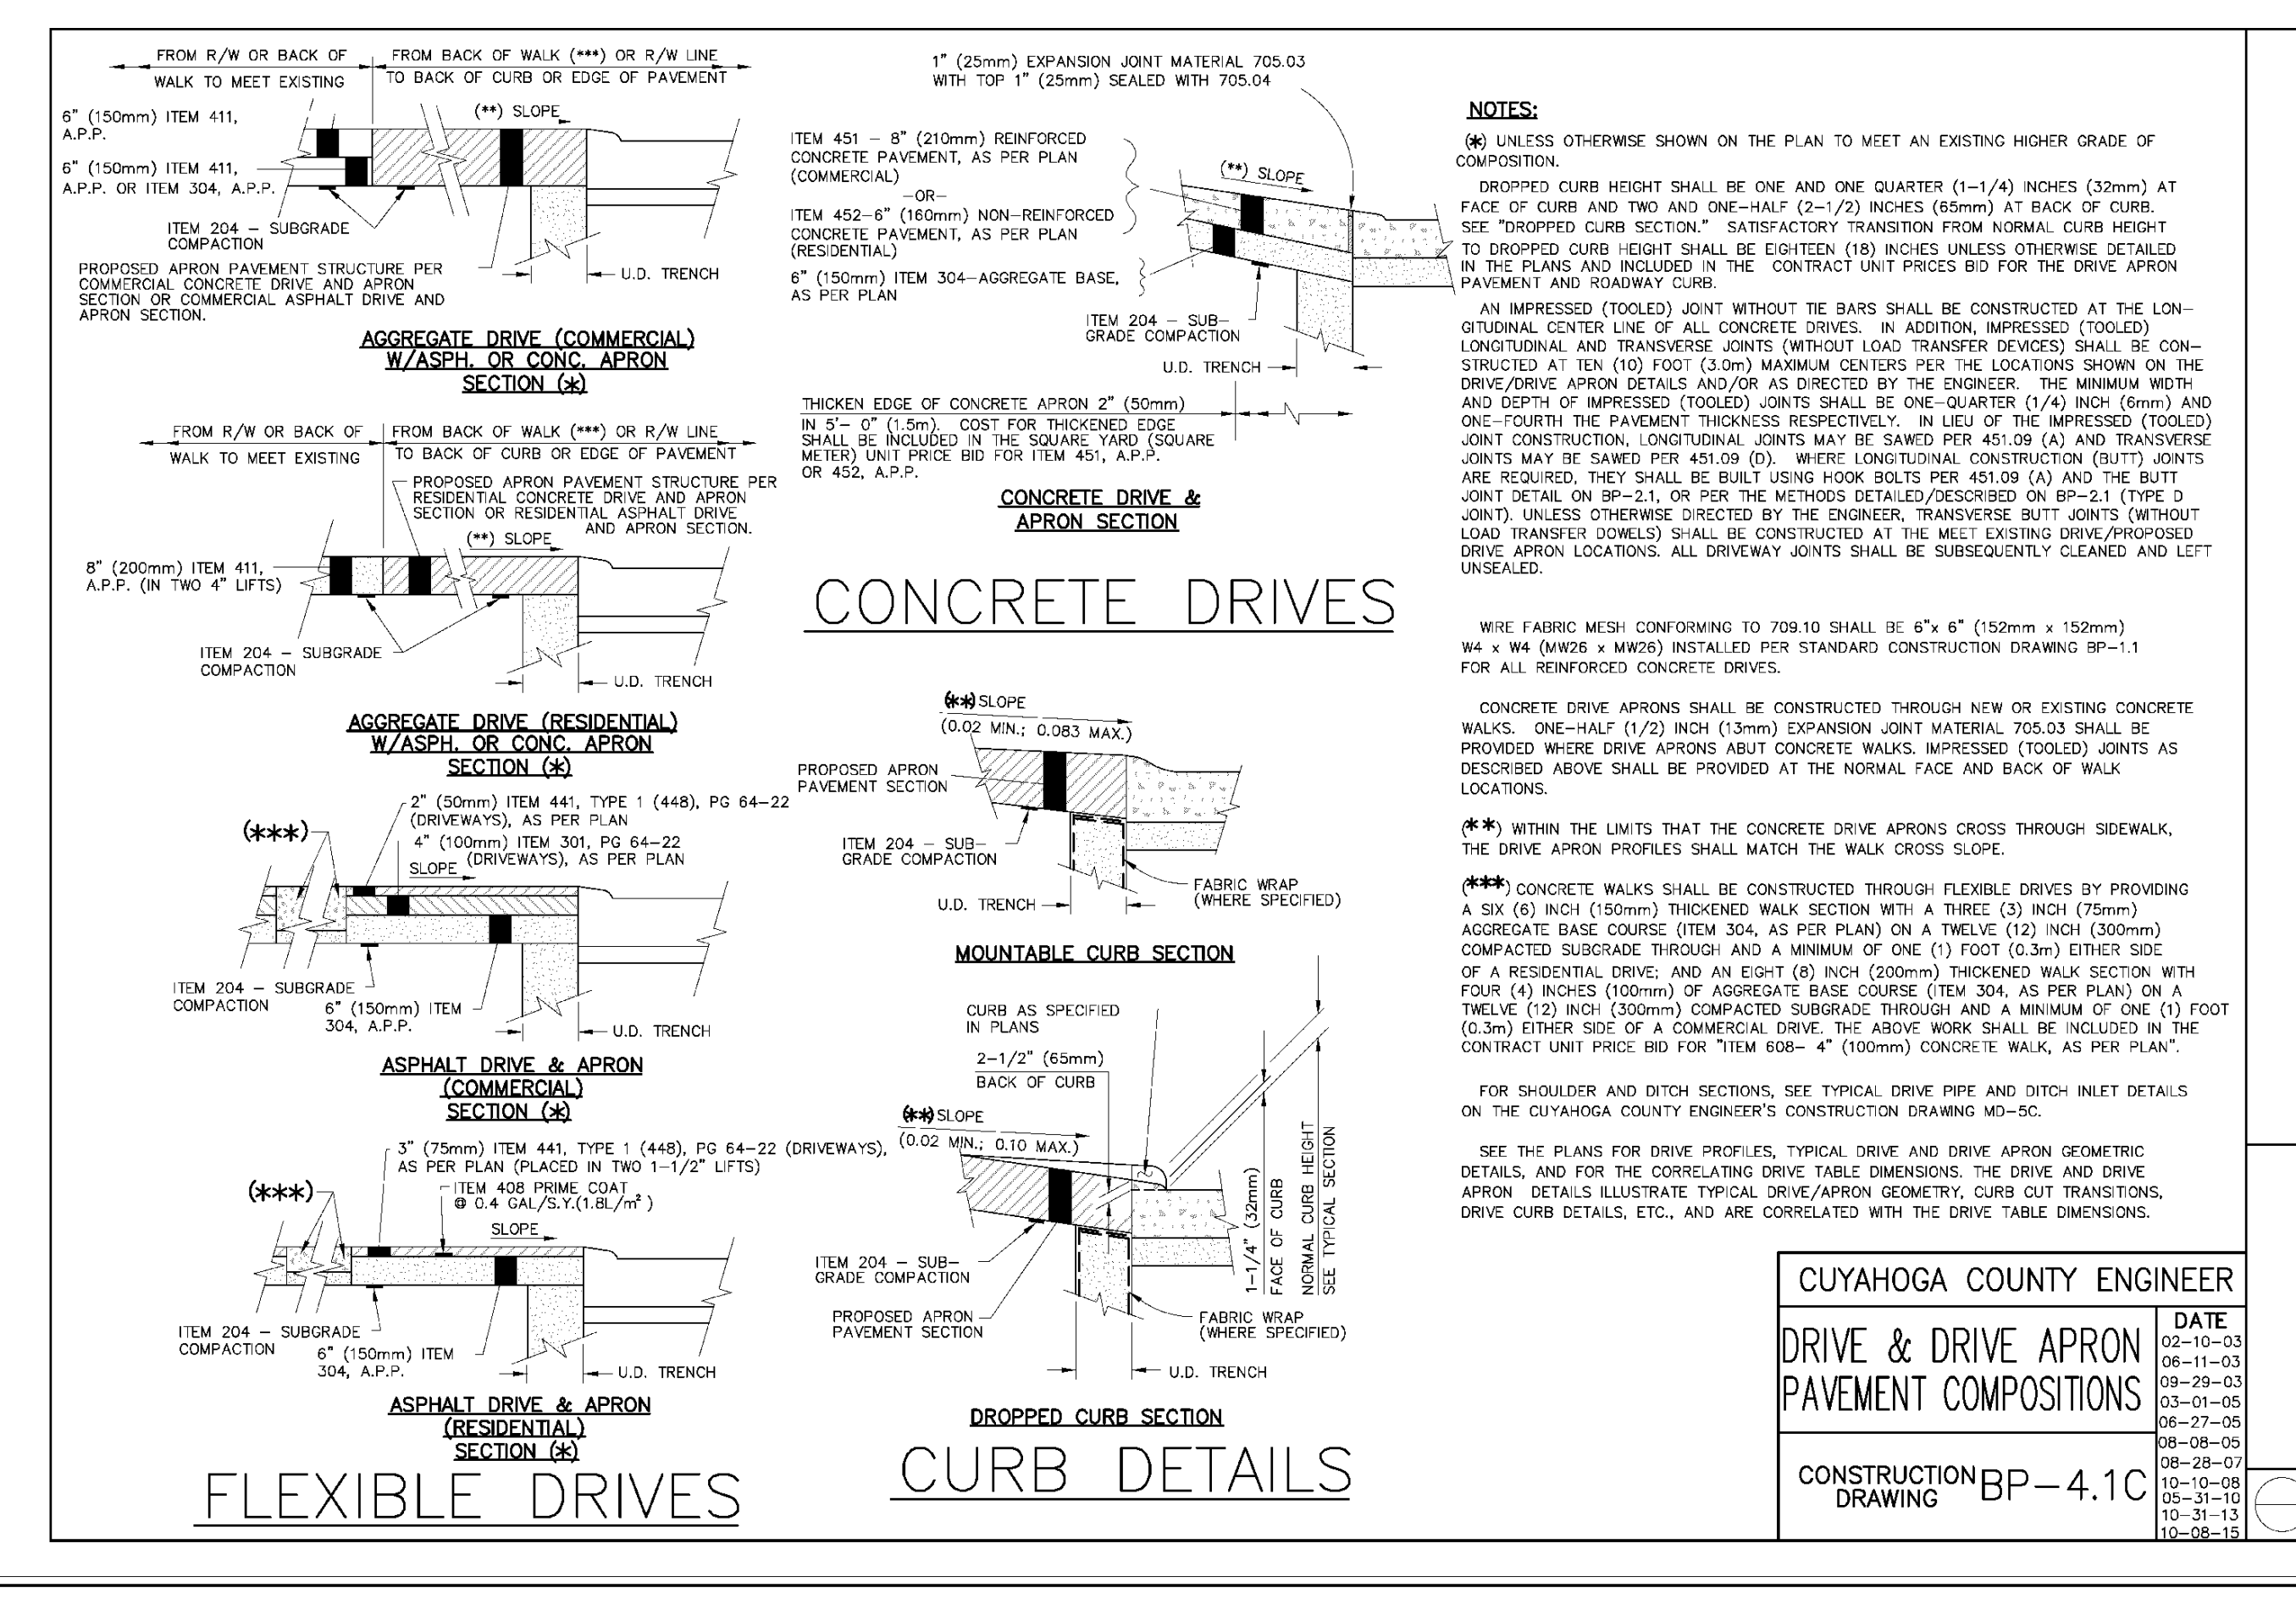 FROM R/W OR BACK OF
WALK TO MEET EXISTING
FROM BACK OF WALK (***) OR R/W LINE
TO BACK OF CURB OR EDGE OF PAVEMENT
(**) SLOPE
6" (150mm) ITEM 411,
A.P.P.
6" (150mm) ITEM 411,
A.P.P. OR ITEM 304, A.P.P.
ITEM 204 - SUBGRADE
COMPACTION
PROPOSED APRON PAVEMENT STRUCTURE PER
COMMERCIAL CONCRETE DRIVE AND APRON
SECTION OR COMMERCIAL ASPHALT DRIVE AND
APRON SECTION.
U.D. TRENCH
AGGREGATE DRIVE (COMMERCIAL)
W/ASPH. OR CONC. APRON
SECTION (*)
FROM R/W OR BACK OF
WALK TO MEET EXISTING
FROM BACK OF WALK (***) OR R/W LINE
TO BACK OF CURB OR EDGE OF PAVEMENT
PROPOSED APRON PAVEMENT STRUCTURE PER
RESIDENTIAL CONCRETE DRIVE AND APRON
SECTION OR RESIDENTIAL ASPHALT DRIVE
AND APRON SECTION.
(**) SLOPE
8" (200mm) ITEM 411,
A.P.P. (IN TWO 4" LIFTS)
ITEM 204 - SUBGRADE
COMPACTION
U.D. TRENCH
AGGREGATE DRIVE (RESIDENTIAL)
W/ASPH. OR CONC. APRON
SECTION (*)
2" (50mm) ITEM 441, TYPE 1 (448), PG 64-22
(DRIVEWAYS), AS PER PLAN
(***)
4" (100mm) ITEM 301, PG 64-22
(DRIVEWAYS), AS PER PLAN
SLOPE
ITEM 204 - SUBGRADE
COMPACTION
6" (150mm) ITEM
304, A.P.P.
U.D. TRENCH
ASPHALT DRIVE & APRON
(COMMERCIAL)
SECTION (*)
3" (75mm) ITEM 441, TYPE 1 (448), PG 64-22 (DRIVEWAYS),
AS PER PLAN (PLACED IN TWO 1-1/2" LIFTS)
(***)
ITEM 408 PRIME COAT
@ 0.4 GAL/S.Y.(1.8L/m²)
SLOPE
ITEM 204 - SUBGRADE
COMPACTION
6" (150mm) ITEM
304, A.P.P.
U.D. TRENCH
ASPHALT DRIVE & APRON
(RESIDENTIAL)
SECTION (*)
FLEXIBLE DRIVES
1" (25mm) EXPANSION JOINT MATERIAL 705.03
WITH TOP 1" (25mm) SEALED WITH 705.04
ITEM 451 - 8" (210mm) REINFORCED
CONCRETE PAVEMENT, AS PER PLAN
(COMMERCIAL)
-OR-
ITEM 452-6" (160mm) NON-REINFORCED
CONCRETE PAVEMENT, AS PER PLAN
(RESIDENTIAL)
6" (150mm) ITEM 304-AGGREGATE BASE,
AS PER PLAN
(**) SLOPE
ITEM 204 - SUB-
GRADE COMPACTION
U.D. TRENCH
THICKEN EDGE OF CONCRETE APRON 2" (50mm)
IN 5'- 0" (1.5m). COST FOR THICKENED EDGE
SHALL BE INCLUDED IN THE SQUARE YARD (SQUARE
METER) UNIT PRICE BID FOR ITEM 451, A.P.P.
OR 452, A.P.P.
CONCRETE DRIVE &
APRON SECTION
CONCRETE DRIVES
(**) SLOPE
(0.02 MIN.; 0.083 MAX.)
PROPOSED APRON
PAVEMENT SECTION
ITEM 204 - SUB-
GRADE COMPACTION
FABRIC WRAP
(WHERE SPECIFIED)
U.D. TRENCH
MOUNTABLE CURB SECTION
CURB AS SPECIFIED
IN PLANS
2-1/2" (65mm)
BACK OF CURB
(**) SLOPE
(0.02 MIN.; 0.10 MAX.)
1-1/4" (32mm)
FACE OF CURB
NORMAL CURB HEIGHT
SEE TYPICAL SECTION
ITEM 204 - SUB-
GRADE COMPACTION
PROPOSED APRON
PAVEMENT SECTION
FABRIC WRAP
(WHERE SPECIFIED)
U.D. TRENCH
DROPPED CURB SECTION
CURB DETAILS
NOTES:
(*) UNLESS OTHERWISE SHOWN ON THE PLAN TO MEET AN EXISTING HIGHER GRADE OF
COMPOSITION.
DROPPED CURB HEIGHT SHALL BE ONE AND ONE QUARTER (1-1/4) INCHES (32mm) AT
FACE OF CURB AND TWO AND ONE-HALF (2-1/2) INCHES (65mm) AT BACK OF CURB.
SEE "DROPPED CURB SECTION." SATISFACTORY TRANSITION FROM NORMAL CURB HEIGHT
TO DROPPED CURB HEIGHT SHALL BE EIGHTEEN (18) INCHES UNLESS OTHERWISE DETAILED
IN THE PLANS AND INCLUDED IN THE CONTRACT UNIT PRICES BID FOR THE DRIVE APRON
PAVEMENT AND ROADWAY CURB.
AN IMPRESSED (TOOLED) JOINT WITHOUT TIE BARS SHALL BE CONSTRUCTED AT THE LON-
GITUDINAL CENTER LINE OF ALL CONCRETE DRIVES. IN ADDITION, IMPRESSED (TOOLED)
LONGITUDINAL AND TRANSVERSE JOINTS (WITHOUT LOAD TRANSFER DEVICES) SHALL BE CON-
STRUCTED AT TEN (10) FOOT (3.0m) MAXIMUM CENTERS PER THE LOCATIONS SHOWN ON THE
DRIVE/DRIVE APRON DETAILS AND/OR AS DIRECTED BY THE ENGINEER. THE MINIMUM WIDTH
AND DEPTH OF IMPRESSED (TOOLED) JOINTS SHALL BE ONE-QUARTER (1/4) INCH (6mm) AND
ONE-FOURTH THE PAVEMENT THICKNESS RESPECTIVELY. IN LIEU OF THE IMPRESSED (TOOLED)
JOINT CONSTRUCTION, LONGITUDINAL JOINTS MAY BE SAWED PER 451.09 (A) AND TRANSVERSE
JOINTS MAY BE SAWED PER 451.09 (D). WHERE LONGITUDINAL CONSTRUCTION (BUTT) JOINTS
ARE REQUIRED, THEY SHALL BE BUILT USING HOOK BOLTS PER 451.09 (A) AND THE BUTT
JOINT DETAIL ON BP-2.1, OR PER THE METHODS DETAILED/DESCRIBED ON BP-2.1 (TYPE D
JOINT). UNLESS OTHERWISE DIRECTED BY THE ENGINEER, TRANSVERSE BUTT JOINTS (WITHOUT
LOAD TRANSFER DOWELS) SHALL BE CONSTRUCTED AT THE MEET EXISTING DRIVE/PROPOSED
DRIVE APRON LOCATIONS. ALL DRIVEWAY JOINTS SHALL BE SUBSEQUENTLY CLEANED AND LEFT
UNSEALED.
WIRE FABRIC MESH CONFORMING TO 709.10 SHALL BE 6"x 6" (152mm x 152mm)
W4 x W4 (MW26 x MW26) INSTALLED PER STANDARD CONSTRUCTION DRAWING BP-1.1
FOR ALL REINFORCED CONCRETE DRIVES.
CONCRETE DRIVE APRONS SHALL BE CONSTRUCTED THROUGH NEW OR EXISTING CONCRETE
WALKS. ONE-HALF (1/2) INCH (13mm) EXPANSION JOINT MATERIAL 705.03 SHALL BE
PROVIDED WHERE DRIVE APRONS ABUT CONCRETE WALKS. IMPRESSED (TOOLED) JOINTS AS
DESCRIBED ABOVE SHALL BE PROVIDED AT THE NORMAL FACE AND BACK OF WALK
LOCATIONS.
(**) WITHIN THE LIMITS THAT THE CONCRETE DRIVE APRONS CROSS THROUGH SIDEWALK,
THE DRIVE APRON PROFILES SHALL MATCH THE WALK CROSS SLOPE.
(***) CONCRETE WALKS SHALL BE CONSTRUCTED THROUGH FLEXIBLE DRIVES BY PROVIDING
A SIX (6) INCH (150mm) THICKENED WALK SECTION WITH A THREE (3) INCH (75mm)
AGGREGATE BASE COURSE (ITEM 304, AS PER PLAN) ON A TWELVE (12) INCH (300mm)
COMPACTED SUBGRADE THROUGH AND A MINIMUM OF ONE (1) FOOT (0.3m) EITHER SIDE
OF A RESIDENTIAL DRIVE; AND AN EIGHT (8) INCH (200mm) THICKENED WALK SECTION WITH
FOUR (4) INCHES (100mm) OF AGGREGATE BASE COURSE (ITEM 304, AS PER PLAN) ON A
TWELVE (12) INCH (300mm) COMPACTED SUBGRADE THROUGH AND A MINIMUM OF ONE (1) FOOT
(0.3m) EITHER SIDE OF A COMMERCIAL DRIVE. THE ABOVE WORK SHALL BE INCLUDED IN THE
CONTRACT UNIT PRICE BID FOR "ITEM 608- 4" (100mm) CONCRETE WALK, AS PER PLAN".
FOR SHOULDER AND DITCH SECTIONS, SEE TYPICAL DRIVE PIPE AND DITCH INLET DETAILS
ON THE CUYAHOGA COUNTY ENGINEER'S CONSTRUCTION DRAWING MD-5C.
SEE THE PLANS FOR DRIVE PROFILES, TYPICAL DRIVE AND DRIVE APRON GEOMETRIC
DETAILS, AND FOR THE CORRELATING DRIVE TABLE DIMENSIONS. THE DRIVE AND DRIVE
APRON DETAILS ILLUSTRATE TYPICAL DRIVE/APRON GEOMETRY, CURB CUT TRANSITIONS,
DRIVE CURB DETAILS, ETC., AND ARE CORRELATED WITH THE DRIVE TABLE DIMENSIONS.
CUYAHOGA COUNTY ENGINEER
DRIVE & DRIVE APRON
PAVEMENT COMPOSITIONS
CONSTRUCTION
DRAWING
BP-4.1C
DATE
02-10-03
06-11-03
09-29-03
03-01-05
06-27-05
08-08-05
08-28-07
10-10-08
05-31-10
10-31-13
10-08-15